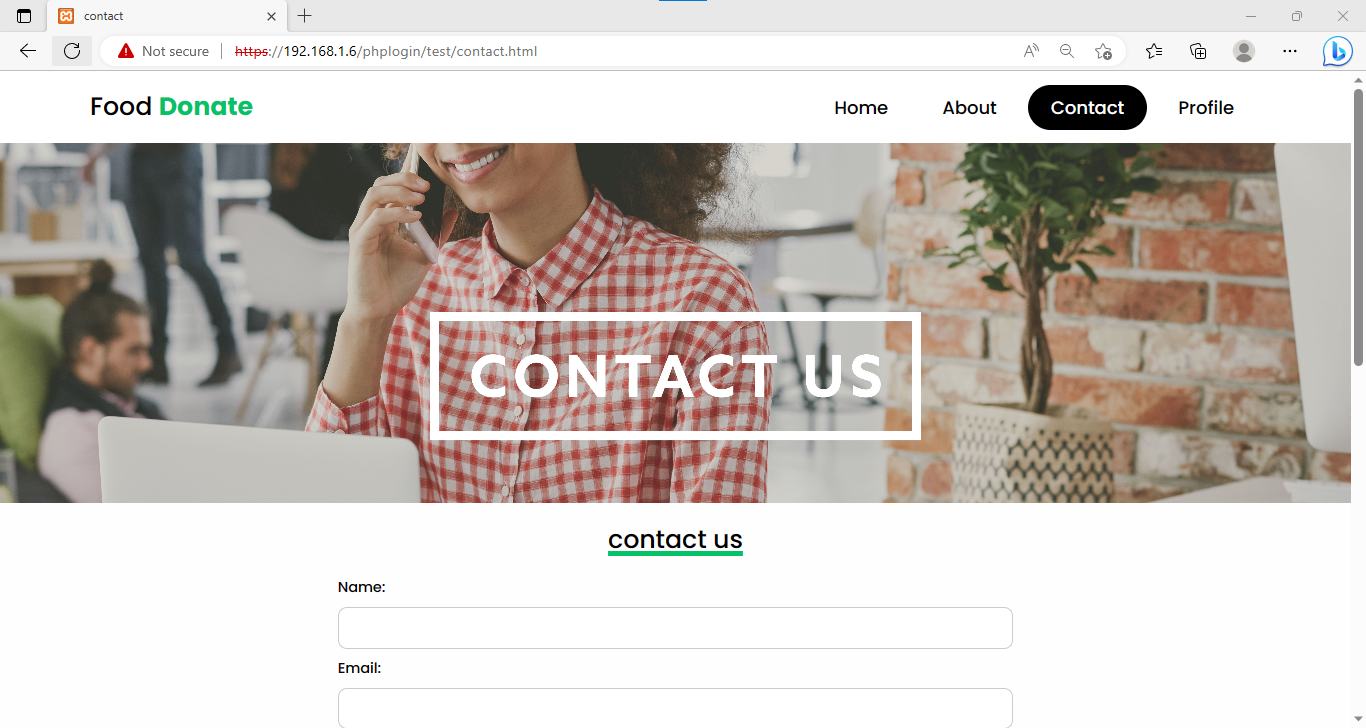 contact
Not secure https://192.168.1.6/phplogin/test/contact.html
Food Donate Home About Contact Profile
CONTACT US
contact us
Name:
Email: